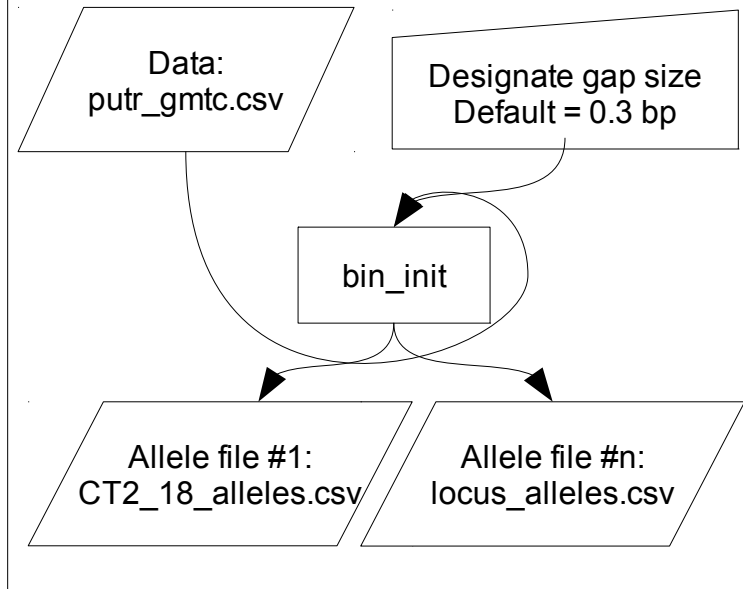 Data:
putr_gmtc.csv
Designate gap size
Default = 0.3 bp
bin_init
Allele file #1:
CT2_18_alleles.csv
Allele file #n:
locus_alleles.csv